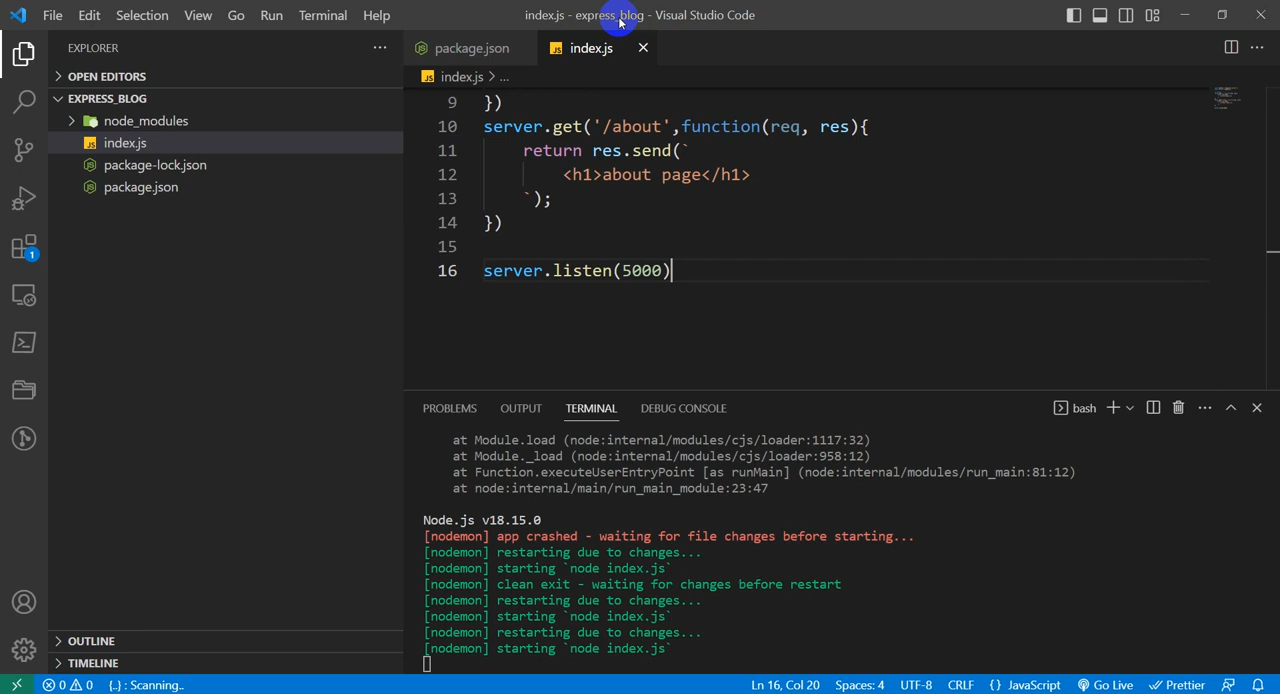 File Edit Selection View Go Run Terminal Help
index.js - express_blog - Visual Studio Code
EXPLORER
OPEN EDITORS
EXPRESS_BLOG
node_modules
JS index.js
package-lock.json
package.json
OUTLINE
TIMELINE
1
package.json
JS index.js
JS index.js > ...
9 })
10 server.get('/about',function(req, res){
11 return res.send(`
12 <h1>about page</h1>
13 `);
14 })
15
16 server.listen(5000)
PROBLEMS OUTPUT TERMINAL DEBUG CONSOLE
bash
at Module.load (node:internal/modules/cjs/loader:1117:32)
at Module._load (node:internal/modules/cjs/loader:958:12)
at Function.executeUserEntryPoint [as runMain] (node:internal/modules/run_main:81:12)
at node:internal/main/run_main_module:23:47
Node.js v18.15.0
[nodemon] app crashed - waiting for file changes before starting...
[nodemon] restarting due to changes...
[nodemon] starting `node index.js`
[nodemon] clean exit - waiting for changes before restart
[nodemon] restarting due to changes...
[nodemon] starting `node index.js`
[nodemon] restarting due to changes...
[nodemon] starting `node index.js`
0 0 {..} : Scanning.. Ln 16, Col 20 Spaces: 4 UTF-8 CRLF {} JavaScript Go Live Prettier